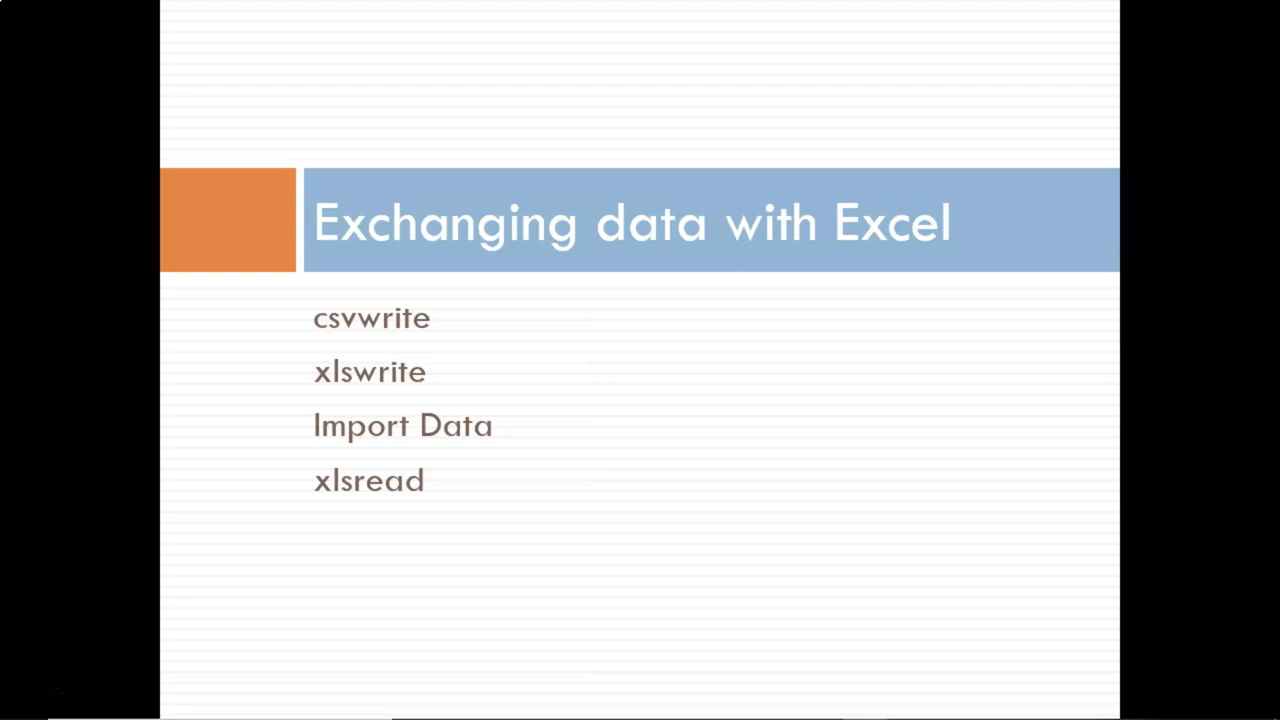 Exchanging data with Excel
csvwrite
xlswrite
Import Data
xlsread